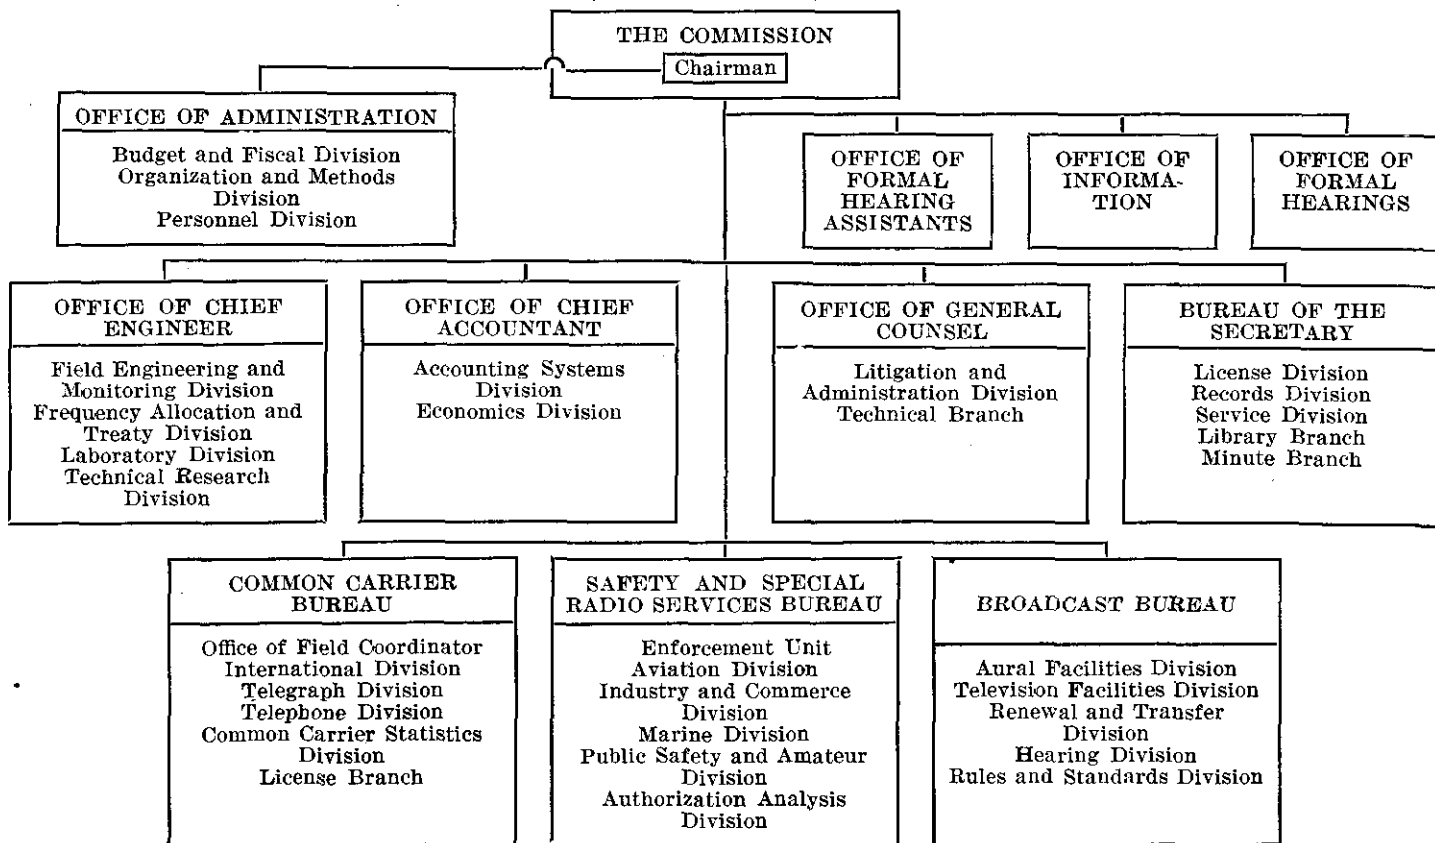 THE COMMISSION
Chairman
OFFICE OF ADMINISTRATION
Budget and Fiscal Division
Organization and Methods
Division
Personnel Division
OFFICE OF
FORMAL
HEARING
ASSISTANTS
OFFICE OF
INFORMA-
TION
OFFICE OF
FORMAL
HEARINGS
OFFICE OF CHIEF
ENGINEER
Field Engineering and
Monitoring Division
Frequency Allocation and
Treaty Division
Laboratory Division
Technical Research
Division
OFFICE OF CHIEF
ACCOUNTANT
Accounting Systems
Division
Economics Division
OFFICE OF GENERAL
COUNSEL
Litigation and
Administration Division
Technical Branch
BUREAU OF THE
SECRETARY
License Division
Records Division
Service Division
Library Branch
Minute Branch
COMMON CARRIER
BUREAU
Office of Field Coordinator
International Division
Telegraph Division
Telephone Division
Common Carrier Statistics
Division
License Branch
SAFETY AND SPECIAL
RADIO SERVICES BUREAU
Enforcement Unit
Aviation Division
Industry and Commerce
Division
Marine Division
Public Safety and Amateur
Division
Authorization Analysis
Division
BROADCAST BUREAU
Aural Facilities Division
Television Facilities Division
Renewal and Transfer
Division
Hearing Division
Rules and Standards Division